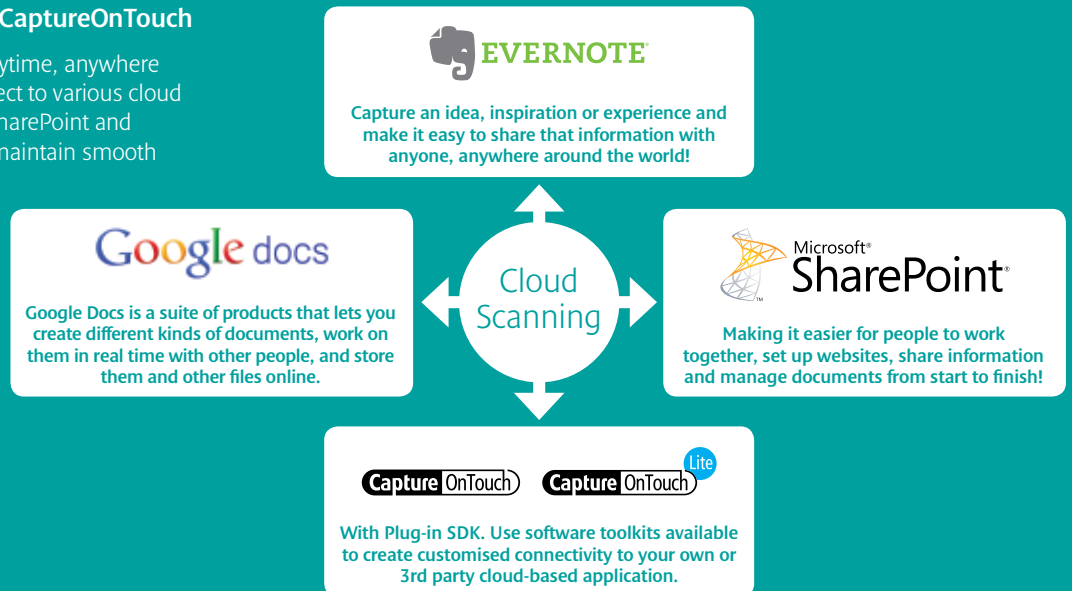 CaptureOnTouch
ytime, anywhere
ect to various cloud
harePoint and
maintain smooth
EVERNOTE®
Capture an idea, inspiration or experience and
make it easy to share that information with
anyone, anywhere around the world!
Google docs
Google Docs is a suite of products that lets you
create different kinds of documents, work on
them in real time with other people, and store
them and other files online.
Cloud
Scanning
Microsoft®
SharePoint®
TM
Making it easier for people to work
together, set up websites, share information
and manage documents from start to finish!
Capture OnTouch
Capture OnTouch Lite
With Plug-in SDK. Use software toolkits available
to create customised connectivity to your own or
3rd party cloud-based application.